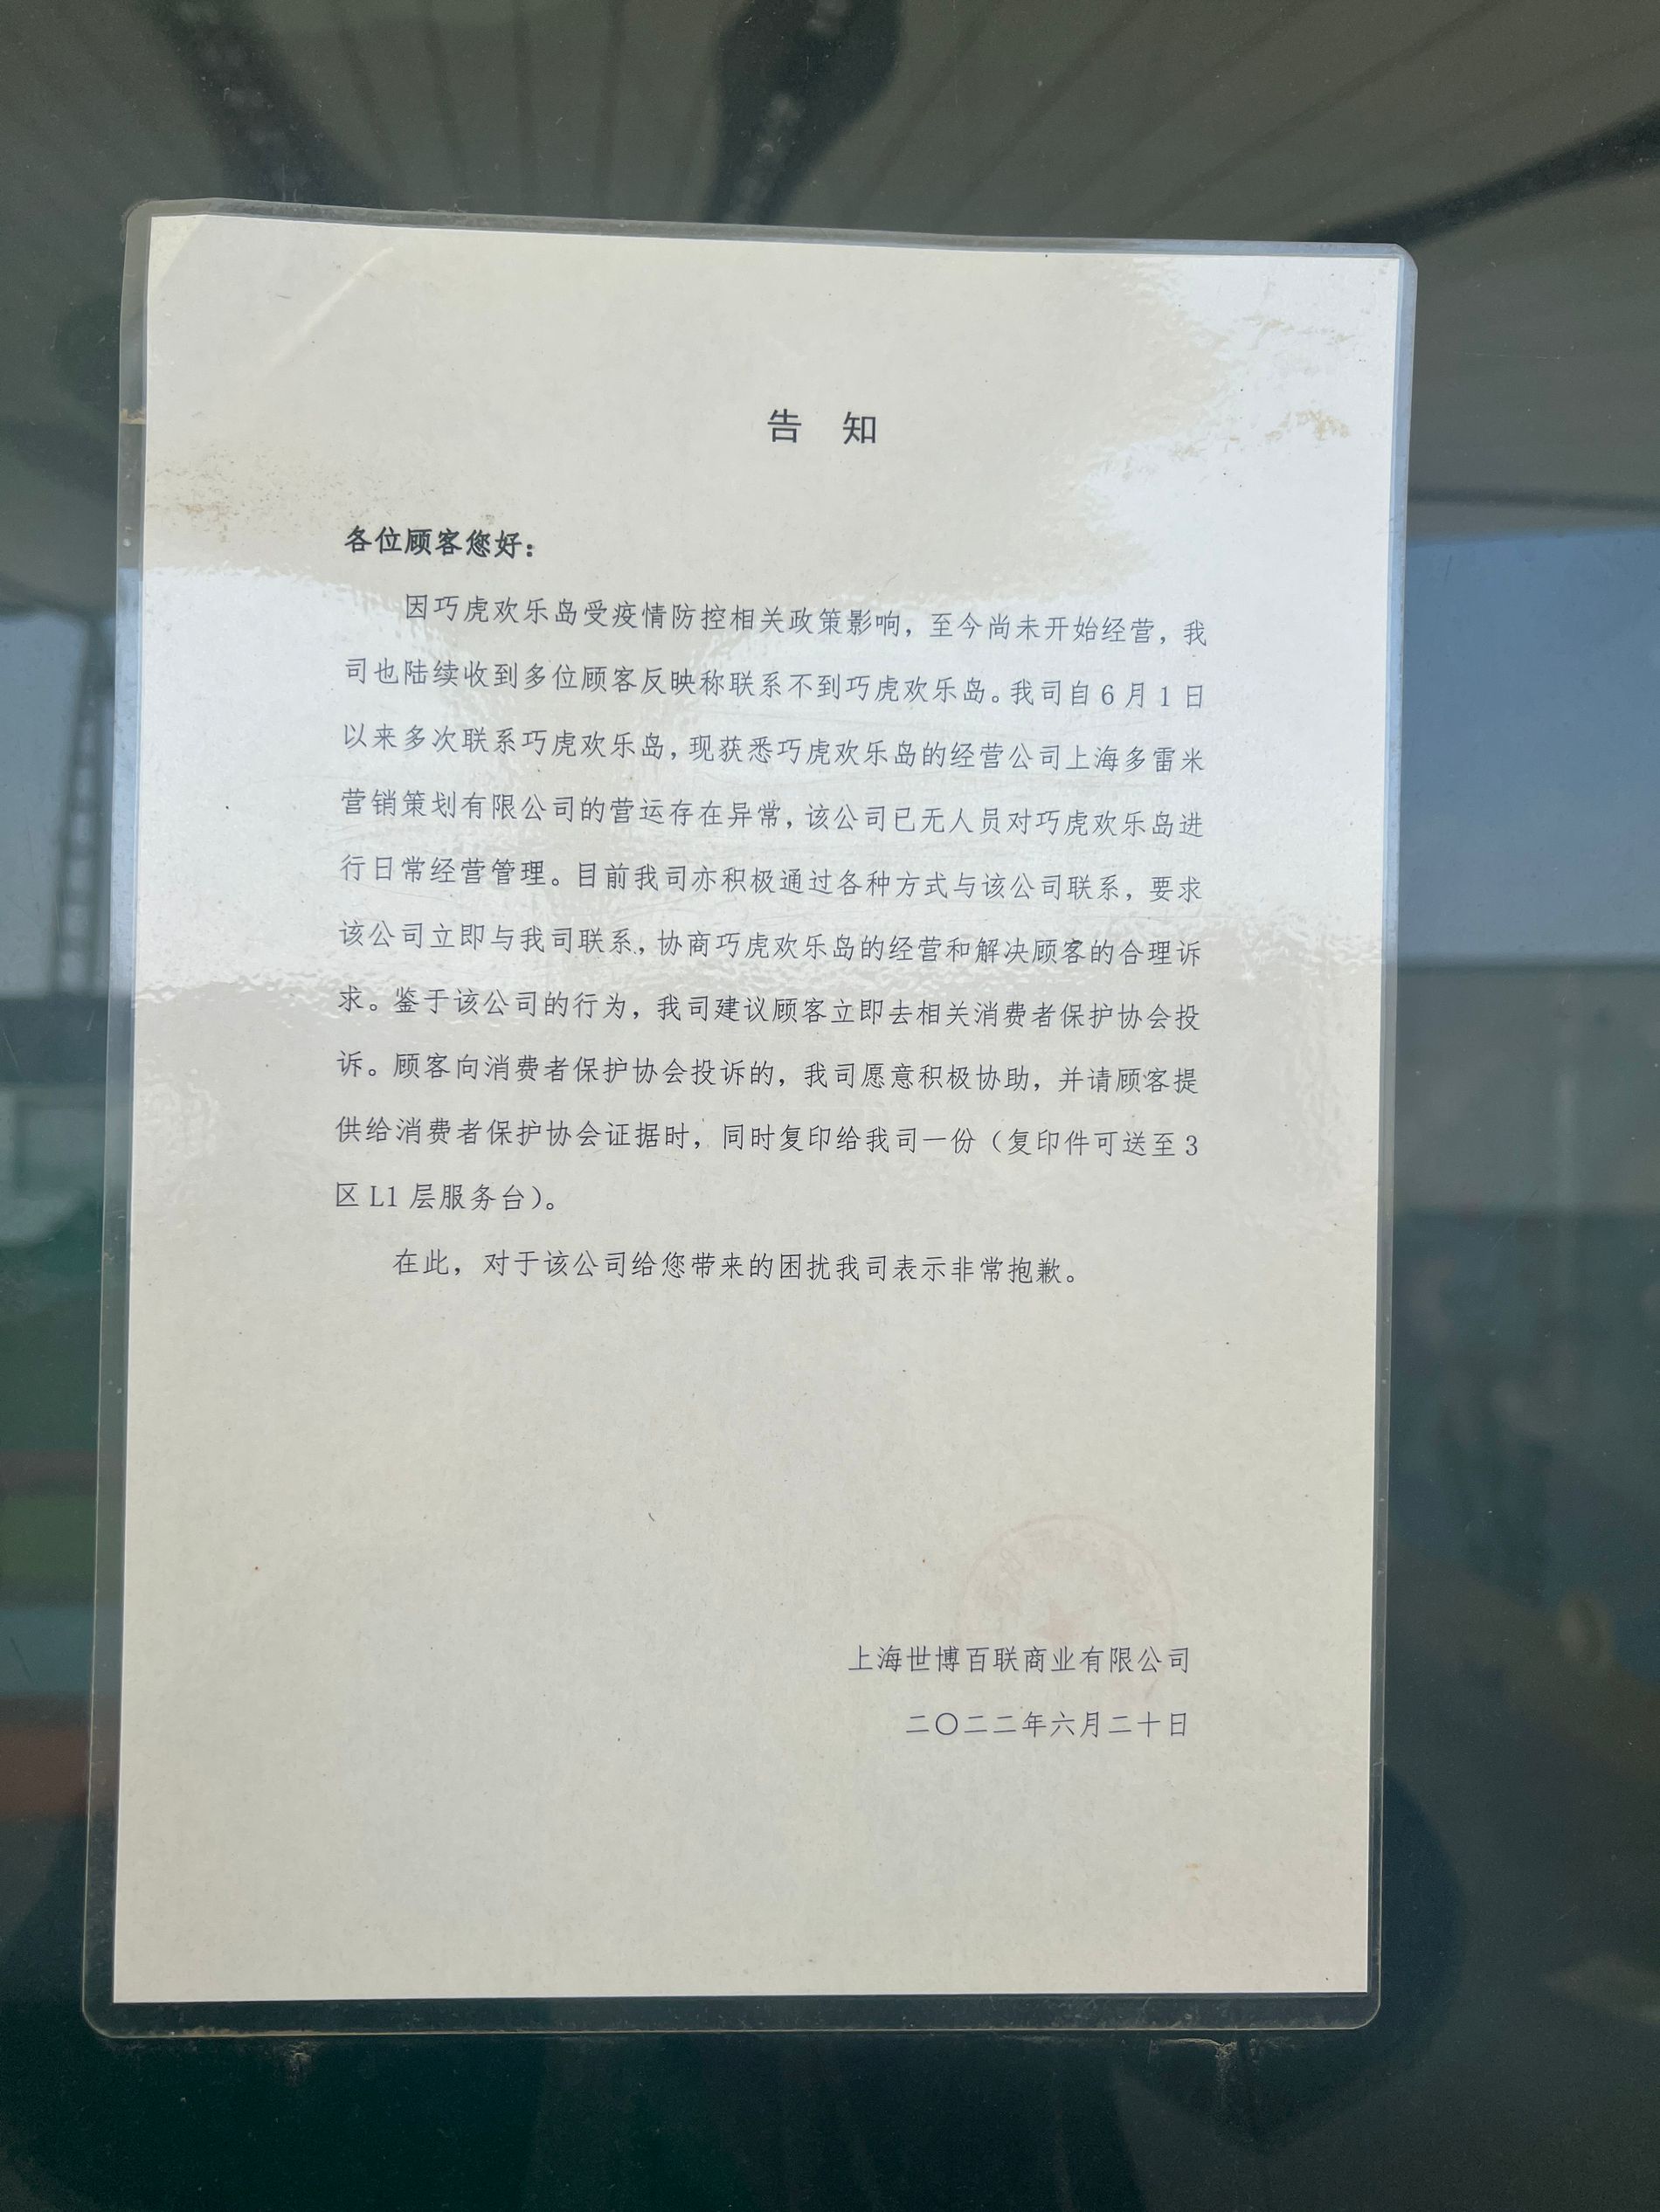 告 知
各位顾客您好：
因巧虎欢乐岛受疫情防控相关政策影响，至今尚未开始经营，我
司也陆续收到多位顾客反映称联系不到巧虎欢乐岛。我司自6月1日
以来多次联系巧虎欢乐岛，现获悉巧虎欢乐岛的经营公司上海多雷米
营销策划有限公司的营运存在异常，该公司已无人员对巧虎欢乐岛进
行日常经营管理。目前我司亦积极通过各种方式与该公司联系，要求
该公司立即与我司联系，协商巧虎欢乐岛的经营和解决顾客的合理诉
求。鉴于该公司的行为，我司建议顾客立即去相关消费者保护协会投
诉。顾客向消费者保护协会投诉的，我司愿意积极协助，并请顾客提
供给消费者保护协会证据时，同时复印给我司一份（复印件可送至3
区L1层服务台）。
在此，对于该公司给您带来的困扰我司表示非常抱歉。
上海世博百联商业有限公司
二〇二二年六月二十日